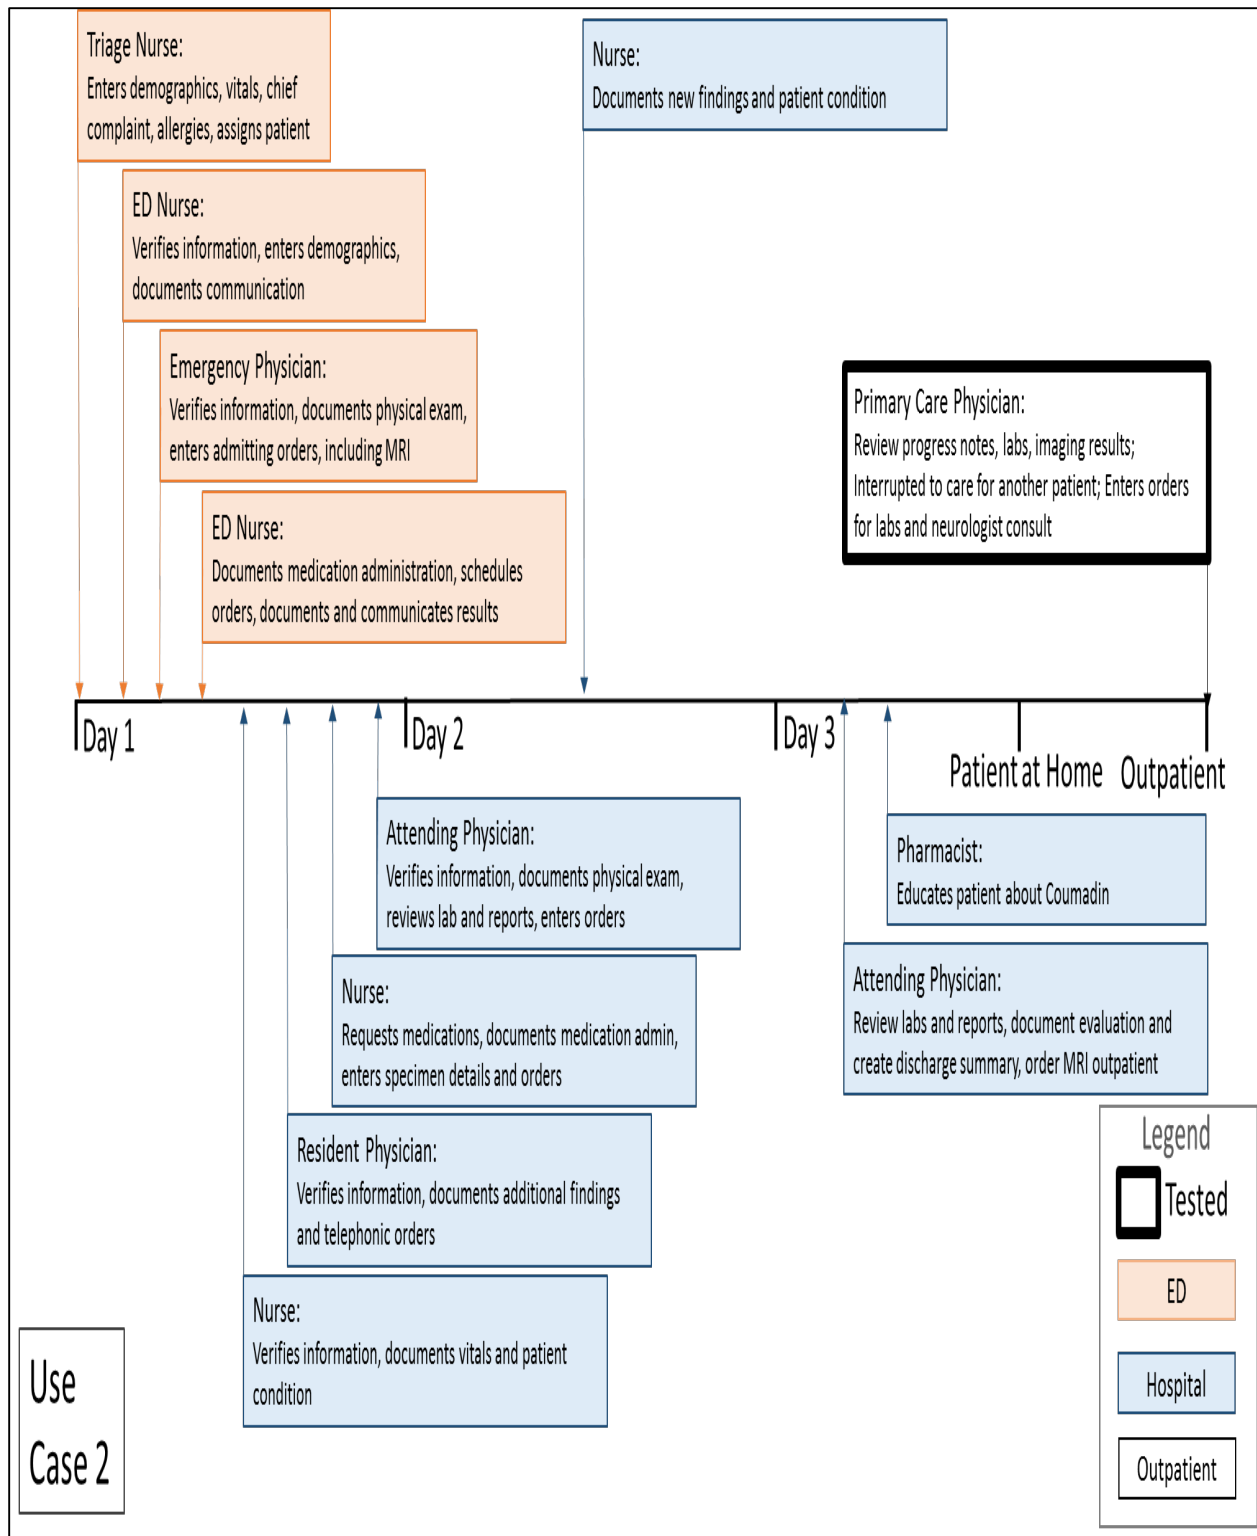 Triage Nurse:
Enters demographics, vitals, chief
complaint, allergies, assigns patient
Nurse:
Documents new findings and patient condition
ED Nurse:
Verifies information, enters demographics,
documents communication
Emergency Physician:
Verifies information, documents physical exam,
enters admitting orders, including MRI
Primary Care Physician:
Review progress notes, labs, imaging results;
Interrupted to care for another patient; Enters orders
for labs and neurologist consult
ED Nurse:
Documents medication administration, schedules
orders, documents and communicates results
Day 1
Day 2
Day 3
Patient at Home
Outpatient
Attending Physician:
Verifies information, documents physical exam,
reviews lab and reports, enters orders
Pharmacist:
Educates patient about Coumadin
Nurse:
Requests medications, documents medication admin,
enters specimen details and orders
Attending Physician:
Review labs and reports, document evaluation and
create discharge summary, order MRI outpatient
Resident Physician:
Verifies information, documents additional findings
and telephonic orders
Nurse:
Verifies information, documents vitals and patient
condition
Legend
Tested
ED
Hospital
Outpatient
Use
Case 2